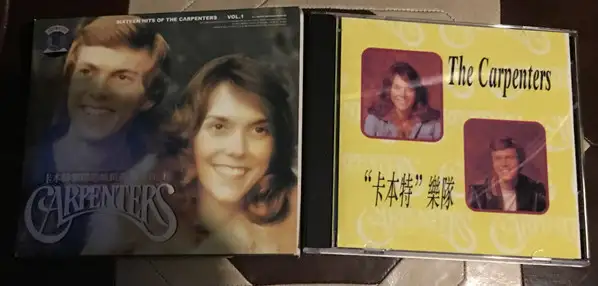 SIXTEEN HITS OF THE CARPENTERS VOL.1
CARPENTERS
The Carpenters
“卡本特”樂隊